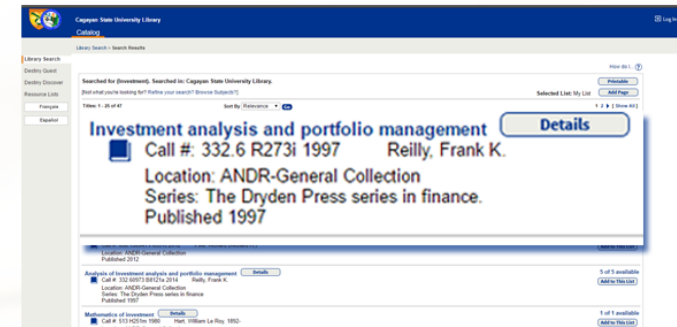 Cagayan State University Library
Log In
Catalog
Library Search > Search Results
Library Search
Destiny Quest
Destiny Discover
Resource Lists
Français
Español
How do I...
Searched for (Investment). Searched in: Cagayan State University Library.
Printable
[Not what you're looking for? Refine your search? Browse Subjects?]
Selected List: My List
Add Page
Titles: 1 - 25 of 47
Sort By Relevance
Go
1 2 [ Show All ]
Investment analysis and portfolio management
Details
Call #: 332.6 R273i 1997 Reilly, Frank K.
Location: ANDR-General Collection
Series: The Dryden Press series in finance.
Published 1997
Add to This List
Location: ANDR-General Collection
Published 2012
Analysis of Investment analysis and portfolio management
Details
5 of 5 available
Call #: 332.60973 B8121a 2014 Reilly, Frank K.
Add to This List
Location: ANDR-General Collection
Series: The Dryden Press series in finance
Published 1997
Mathematics of Investment
Details
1 of 1 available
Call #: 513 H251m 1980 Hart, William Le Roy, 1892-
Add to This List